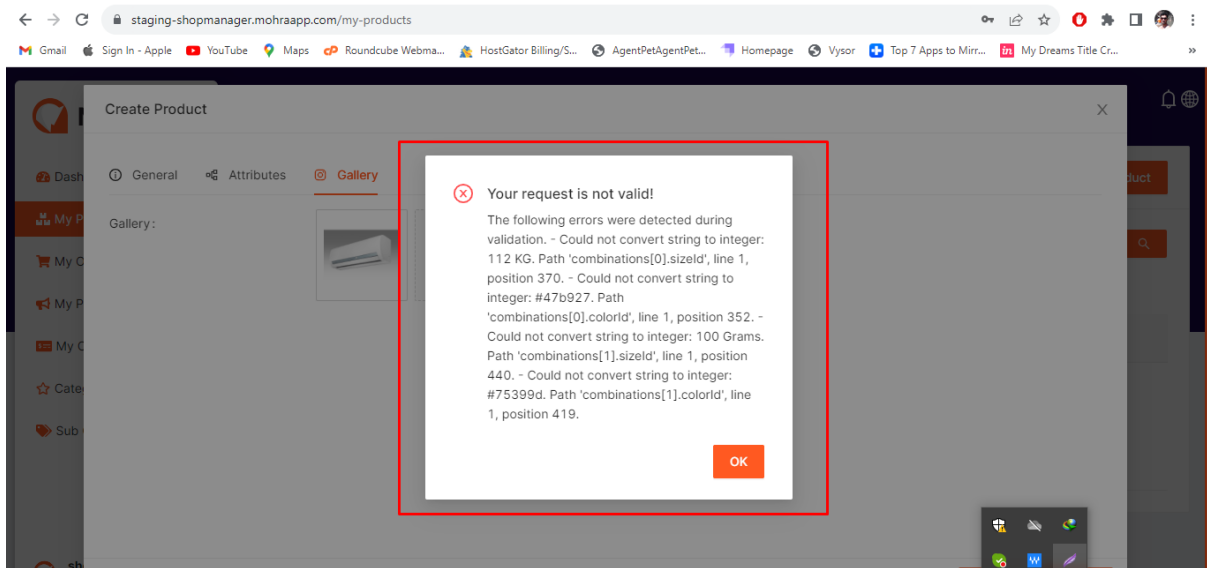 staging-shopmanager.mohraapp.com/my-products
Gmail Sign In - Apple YouTube Maps Roundcube Webma... HostGator Billing/S... AgentPetAgentPet... Homepage Vysor Top 7 Apps to Mirr... My Dreams Title Cr... »
Create Product
General Attributes Gallery
Gallery :
Your request is not valid!
The following errors were detected during
validation. - Could not convert string to integer:
112 KG. Path 'combinations[0].sizeId', line 1,
position 370. - Could not convert string to
integer: #47b927. Path
'combinations[0].colorId', line 1, position 352. -
Could not convert string to integer: 100 Grams.
Path 'combinations[1].sizeId', line 1, position
440. - Could not convert string to integer:
#75399d. Path 'combinations[1].colorId', line
1, position 419.
OK
Dash
My P
My C
My P
My C
Cate
Sub
sh
duct